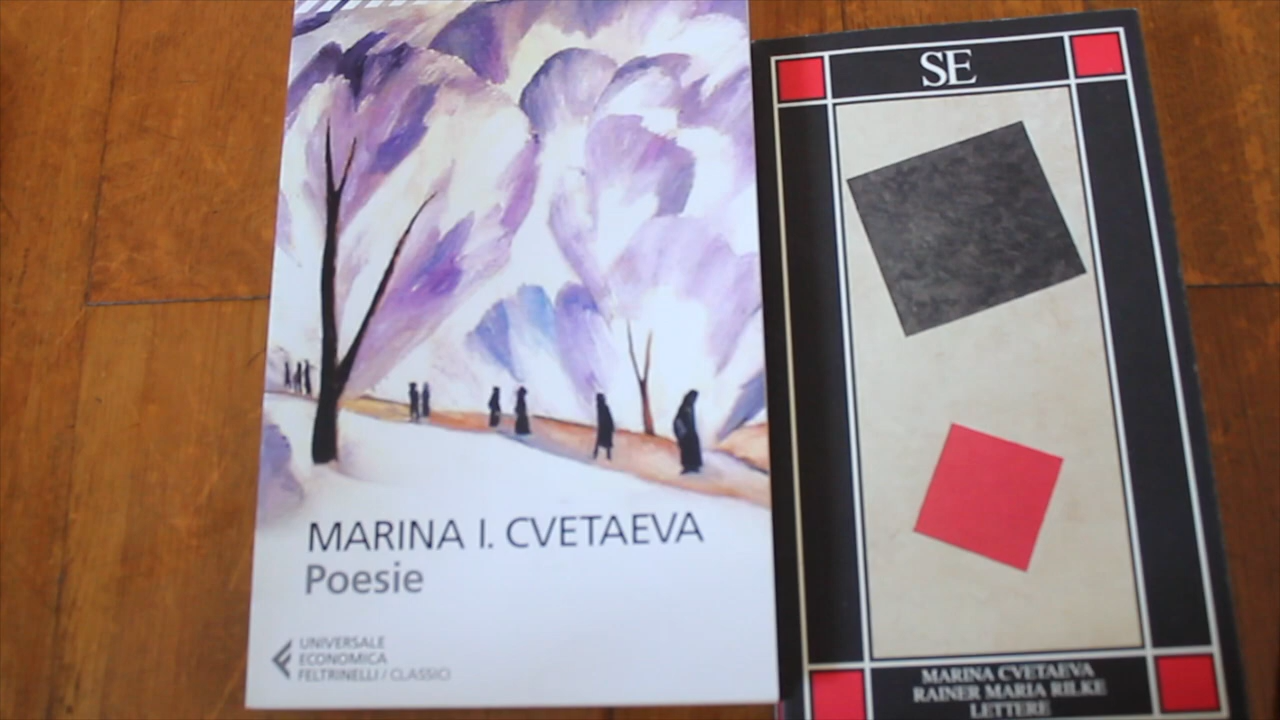 MARINA I. CVETAEVA
Poesie
UNIVERSALE
ECONOMICA
FELTRINELLI / CLASSICI
SE
MARINA CVETAEVA
RAINER MARIA RILKE
LETTERE